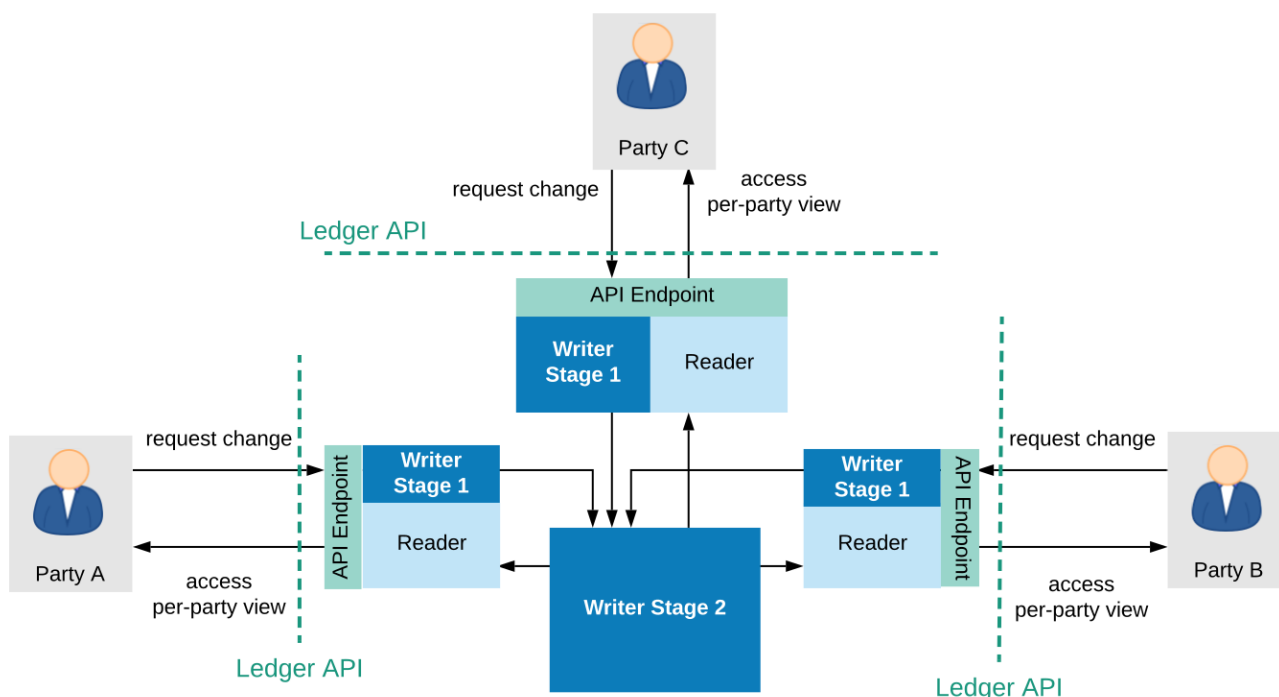 Party C
request change
access
per-party view
Ledger API
API Endpoint
Writer
Stage 1
Reader
request change
Party A
access
per-party view
Ledger API
API Endpoint
Writer
Stage 1
Reader
Writer Stage 2
Writer
Stage 1
Reader
API Endpoint
request change
Party B
access
per-party view
Ledger API